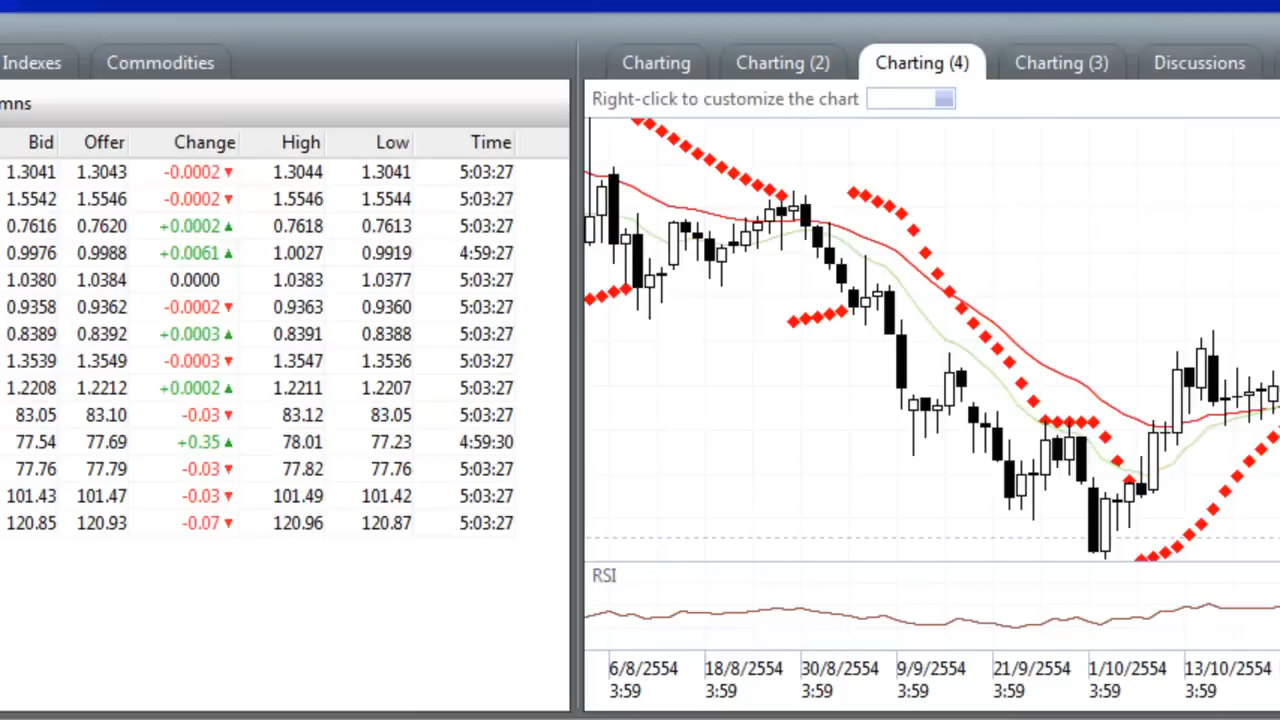 Indexes Commodities
mns
Bid Offer Change High Low Time
1.3041 1.3043 -0.0002 ▼ 1.3044 1.3041 5:03:27
1.5542 1.5546 -0.0002 ▼ 1.5546 1.5544 5:03:27
0.7616 0.7620 +0.0002 ▲ 0.7618 0.7613 5:03:27
0.9976 0.9988 +0.0061 ▲ 1.0027 0.9919 4:59:27
1.0380 1.0384 0.0000 1.0383 1.0377 5:03:27
0.9358 0.9362 -0.0002 ▼ 0.9363 0.9360 5:03:27
0.8389 0.8392 +0.0003 ▲ 0.8391 0.8388 5:03:27
1.3539 1.3549 -0.0003 ▼ 1.3547 1.3536 5:03:27
1.2208 1.2212 +0.0002 ▲ 1.2211 1.2207 5:03:27
83.05 83.10 -0.03 ▼ 83.12 83.05 5:03:27
77.54 77.69 +0.35 ▲ 78.01 77.23 4:59:30
77.76 77.79 -0.03 ▼ 77.82 77.76 5:03:27
101.43 101.47 -0.03 ▼ 101.49 101.42 5:03:27
120.85 120.93 -0.07 ▼ 120.96 120.87 5:03:27
Charting Charting (2) Charting (4) Charting (3) Discussions
Right-click to customize the chart
RSI
6/8/2554 18/8/2554 30/8/2554 9/9/2554 21/9/2554 1/10/2554 13/10/2554
3:59 3:59 3:59 3:59 3:59 3:59 3:59